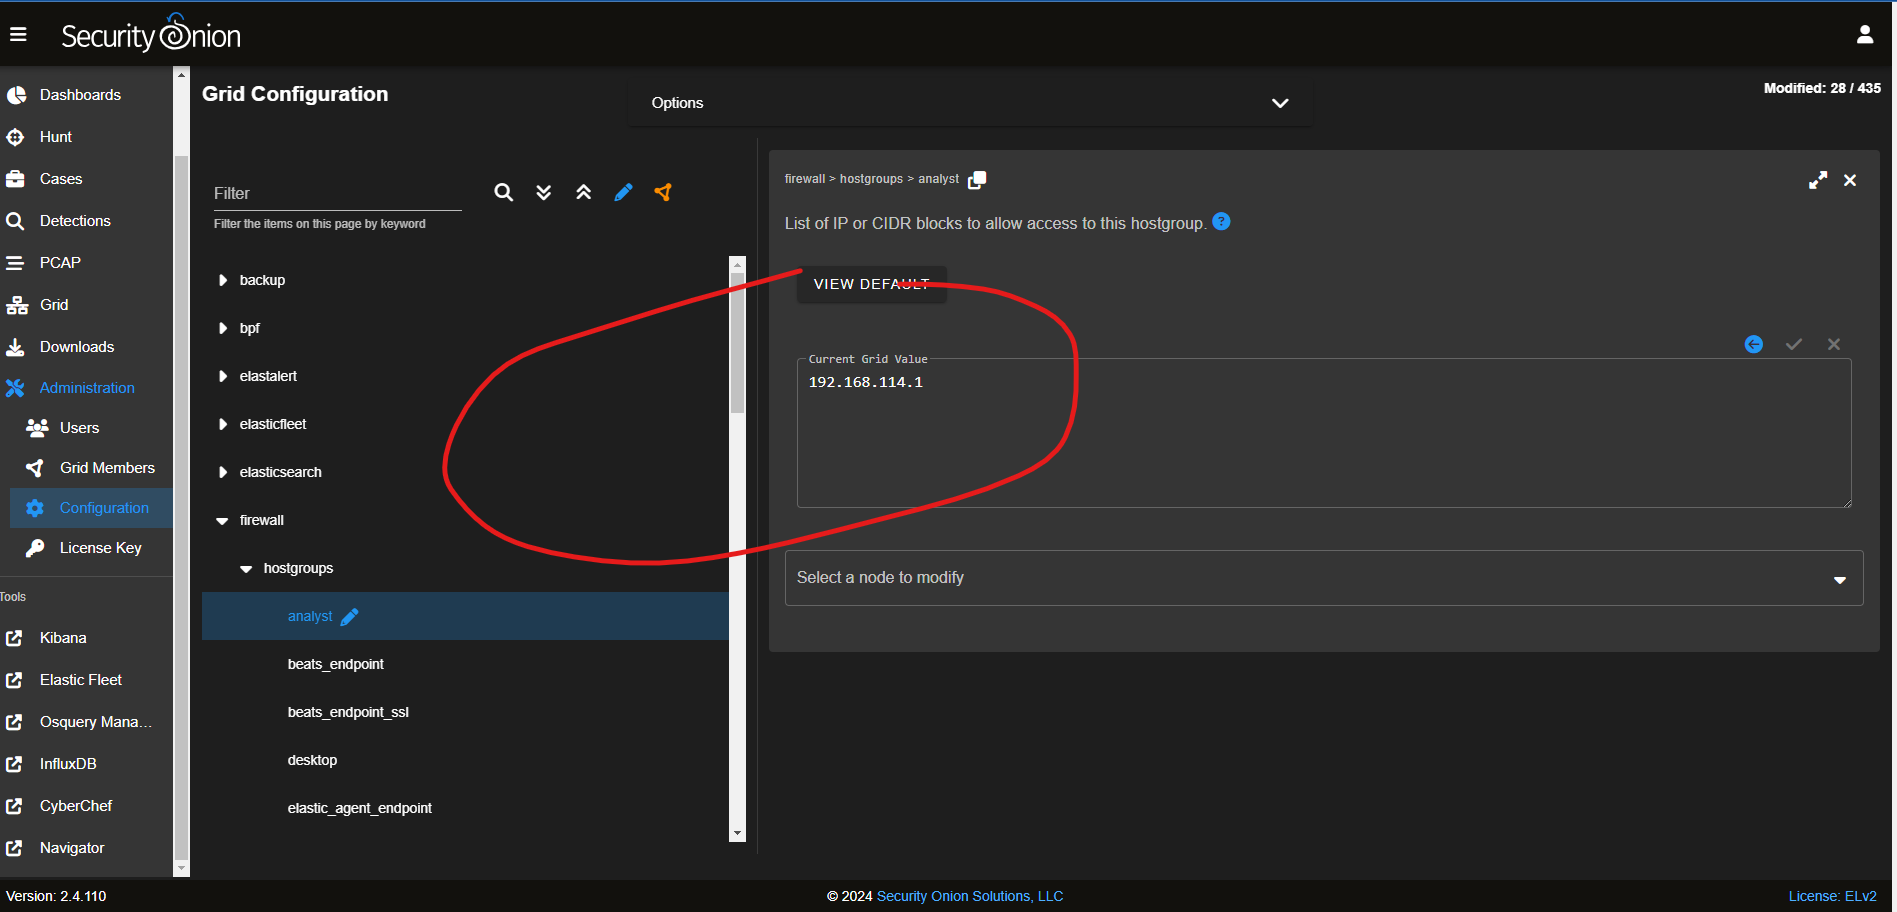 Security Onion
Dashboards
Hunt
Cases
Detections
PCAP
Grid
Downloads
Administration
Users
Grid Members
Configuration
License Key
Tools
Kibana
Elastic Fleet
Osquery Mana...
InfluxDB
CyberChef
Navigator
Grid Configuration
Options
Modified: 28 / 435
Filter
Filter the items on this page by keyword
backup
bpf
elastalert
elasticfleet
elasticsearch
firewall
hostgroups
analyst
beats_endpoint
beats_endpoint_ssl
desktop
elastic_agent_endpoint
firewall > hostgroups > analyst
List of IP or CIDR blocks to allow access to this hostgroup. ?
VIEW DEFAULT
Current Grid Value
192.168.114.1
Select a node to modify
Version: 2.4.110
© 2024 Security Onion Solutions, LLC
License: ELv2